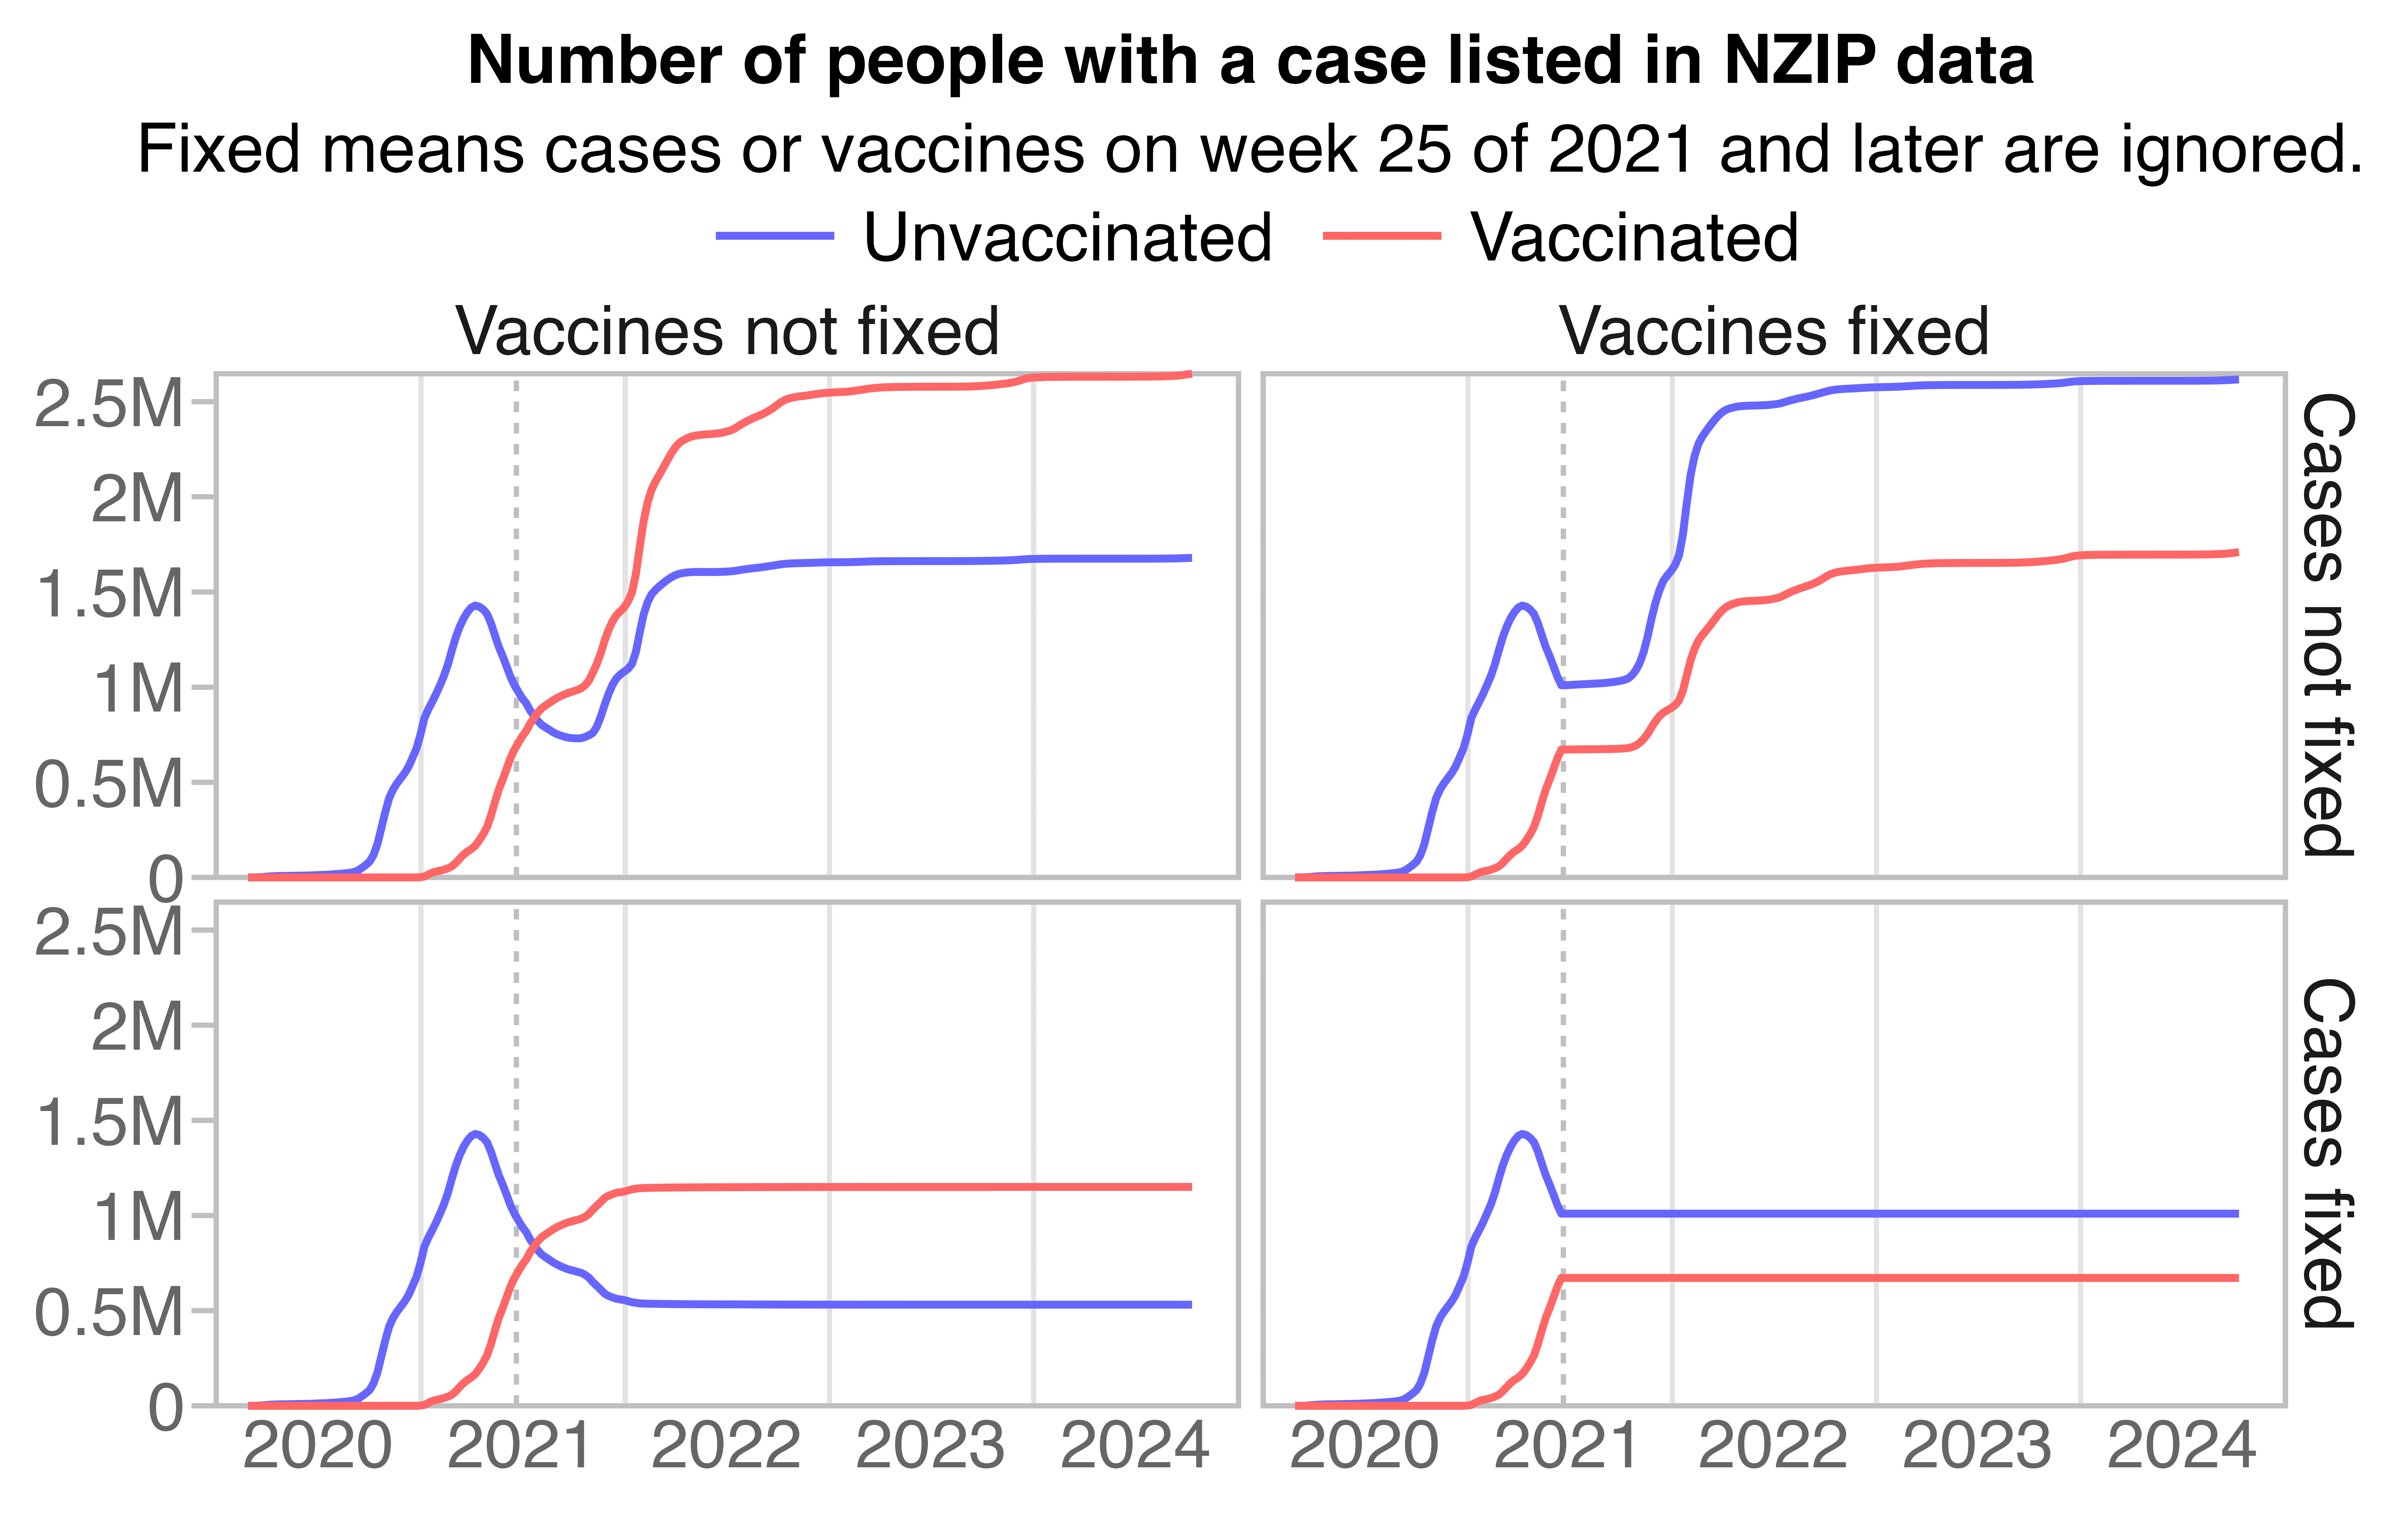 Number of people with a case listed in NZIP data
Fixed means cases or vaccines on week 25 of 2021 and later are ignored.
Unvaccinated Vaccinated
Vaccines not fixed Vaccines fixed
2.5M
2M
1.5M
1M
0.5M
0
Cases not fixed
2.5M
2M
1.5M
1M
0.5M
0
Cases fixed
2020 2021 2022 2023 2024 2020 2021 2022 2023 2024